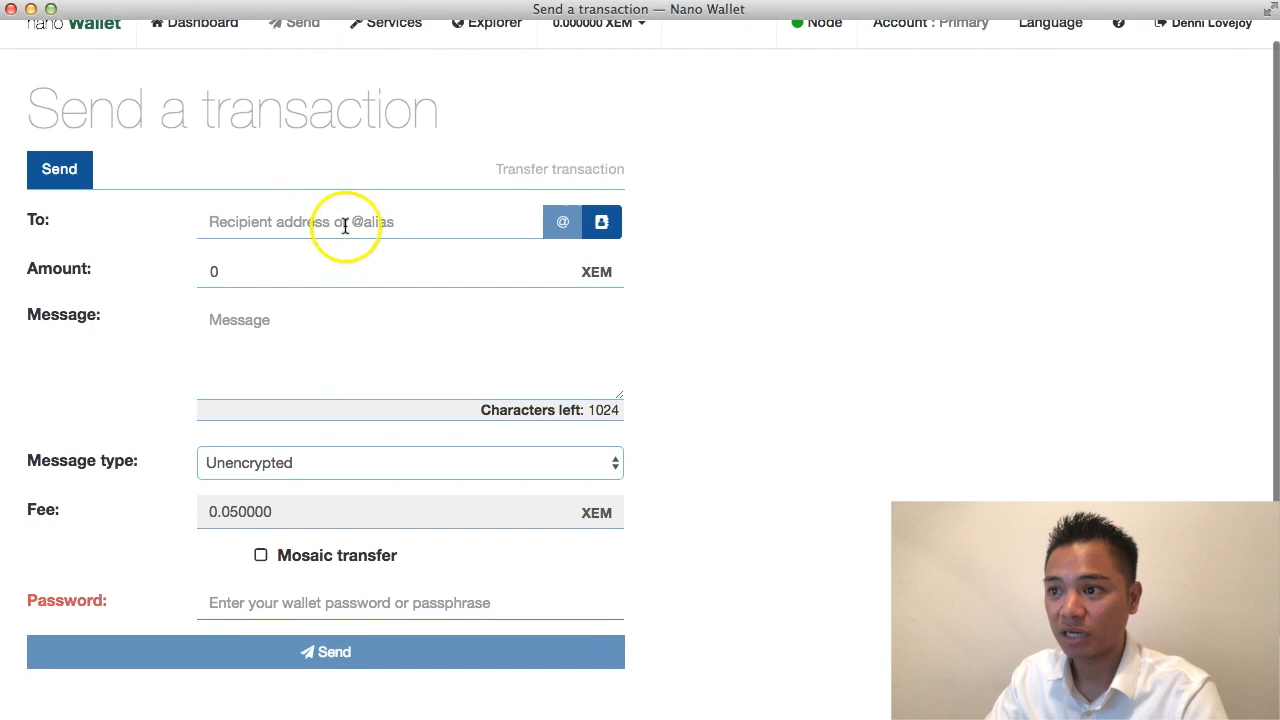 Send a transaction — Nano Wallet
nano Wallet Dashboard Send Services Explorer 0.000000 XEM Node Account : Primary Language Denni Lovejoy
Send a transaction
Send Transfer transaction
To: Recipient address or @alias @
Amount: 0 XEM
Message: Message
Characters left: 1024
Message type: Unencrypted
Fee: 0.050000 XEM
Mosaic transfer
Password: Enter your wallet password or passphrase
Send